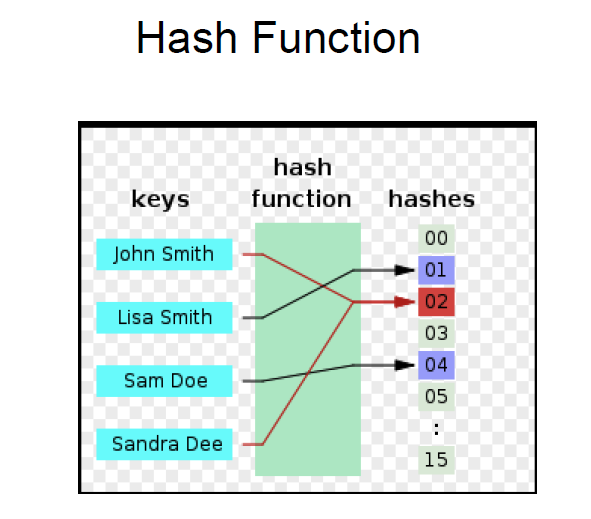 Hash Function
hash
keys function hashes
00
John Smith
01
02
Lisa Smith
03
04
Sam Doe
05
:
Sandra Dee
15